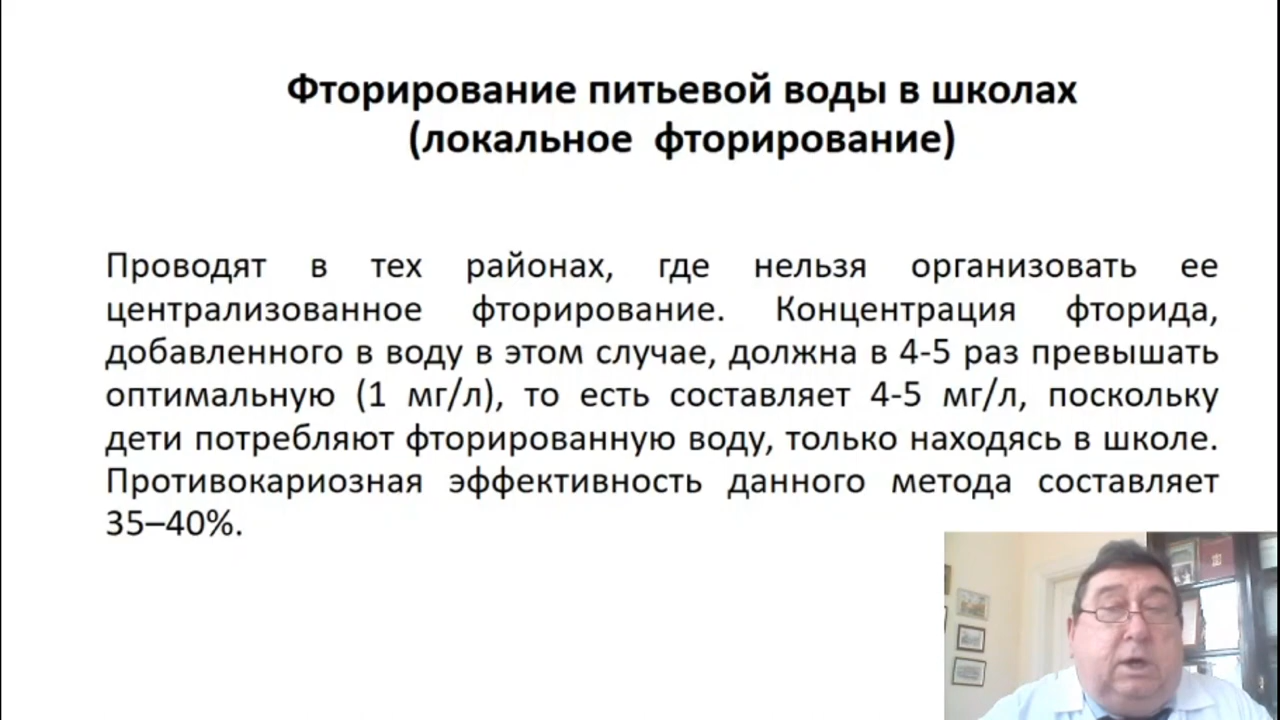 Фторирование питьевой воды в школах
(локальное фторирование)
Проводят в тех районах, где нельзя организовать ее
централизованное фторирование. Концентрация фторида,
добавленного в воду в этом случае, должна в 4-5 раз превышать
оптимальную (1 мг/л), то есть составляет 4-5 мг/л, поскольку
дети потребляют фторированную воду, только находясь в школе.
Противокариозная эффективность данного метода составляет
35–40%.